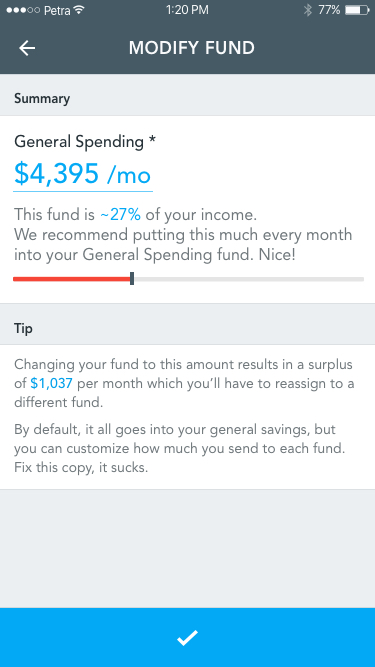 Petra 1:20 PM 77%
MODIFY FUND
Summary
General Spending *
$4,395 /mo
This fund is ~27% of your income.
We recommend putting this much every month
into your General Spending fund. Nice!
Tip
Changing your fund to this amount results in a surplus
of $1,037 per month which you’ll have to reassign to a
different fund.
By default, it all goes into your general savings, but
you can customize how much you send to each fund.
Fix this copy, it sucks.